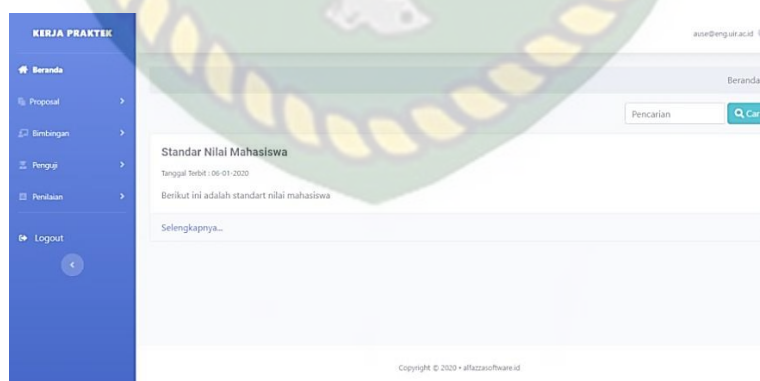 KERJA PRAKTEK
ause@eng.uir.ac.id
Beranda
Beranda
Proposal
Pencarian
Bimbingan
Standar Nilai Mahasiswa
Penguji
Tanggal Terbit : 06-01-2020
Penilaian
Berikut ini adalah standart nilai mahasiswa
Selengkapnya...
Logout
Copyright © 2020 • alfazzasoftware.id